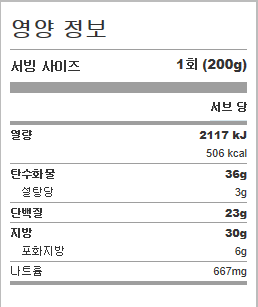 영양 정보
서빙 사이즈 1회 (200g)
서브 당
열량 2117 kJ
506 kcal
탄수화물 36g
설탕당 3g
단백질 23g
지방 30g
포화지방 6g
나트륨 667mg